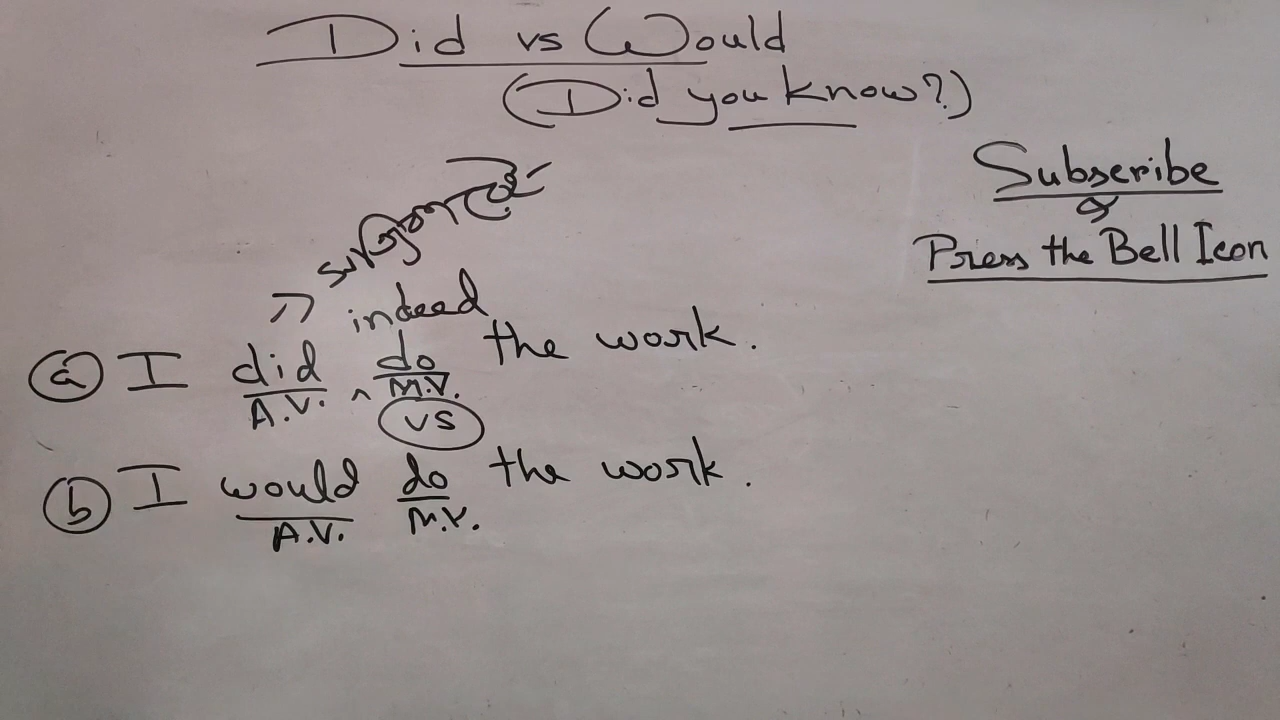 Did vs Would
(Did you know?)
Subscribe
&
Press the Bell Icon
indeed
a I did ^ do the work.
A.V. M.V.
vs
b I would do the work.
A.V. M.V.